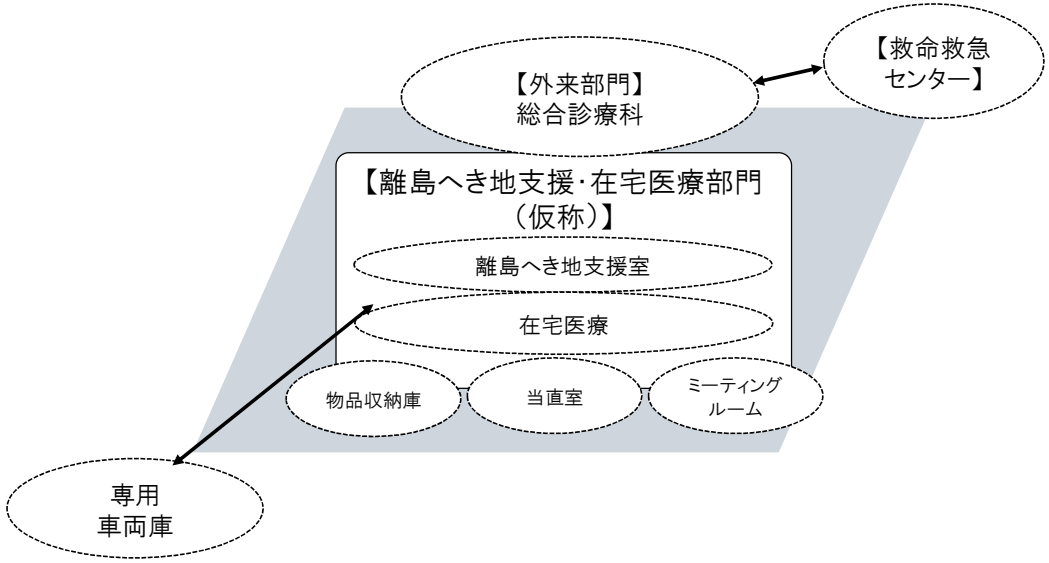 【救命救急
センター】
【外来部門】
総合診療科
【離島へき地支援・在宅医療部門
（仮称）】
離島へき地支援室
在宅医療
物品収納庫
当直室
ミーティング
ルーム
専用
車両庫